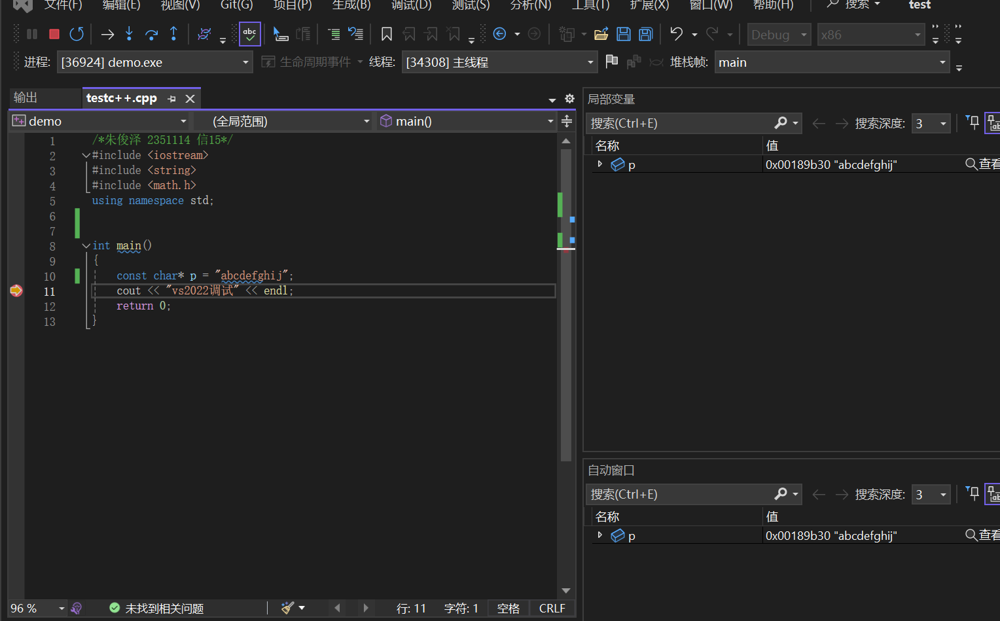 文件(F) 编辑(E) 视图(V) Git(G) 项目(P) 生成(B) 调试(D) 测试(S) 分析(N) 工具(T) 扩展(X) 窗口(W) 帮助(H) 搜索 test
abc Debug x86
进程: [36924] demo.exe 生命周期事件 线程: [34308] 主线程 堆栈帧: main
输出 testc++.cpp
demo (全局范围) main()
1 /*朱俊泽 2351114 信15*/
2 #include <iostream>
3 #include <string>
4 #include <math.h>
5 using namespace std;
6
7
8 int main()
9 {
10 const char* p = "abcdefghij";
11 cout << "vs2022调试" << endl;
12 return 0;
13 }
96 % 未找到相关问题 行: 11 字符: 1 空格 CRLF
局部变量
搜索(Ctrl+E) 搜索深度: 3
名称 值
p 0x00189b30 "abcdefghij" 查看
自动窗口
搜索(Ctrl+E) 搜索深度: 3
名称 值
p 0x00189b30 "abcdefghij" 查看